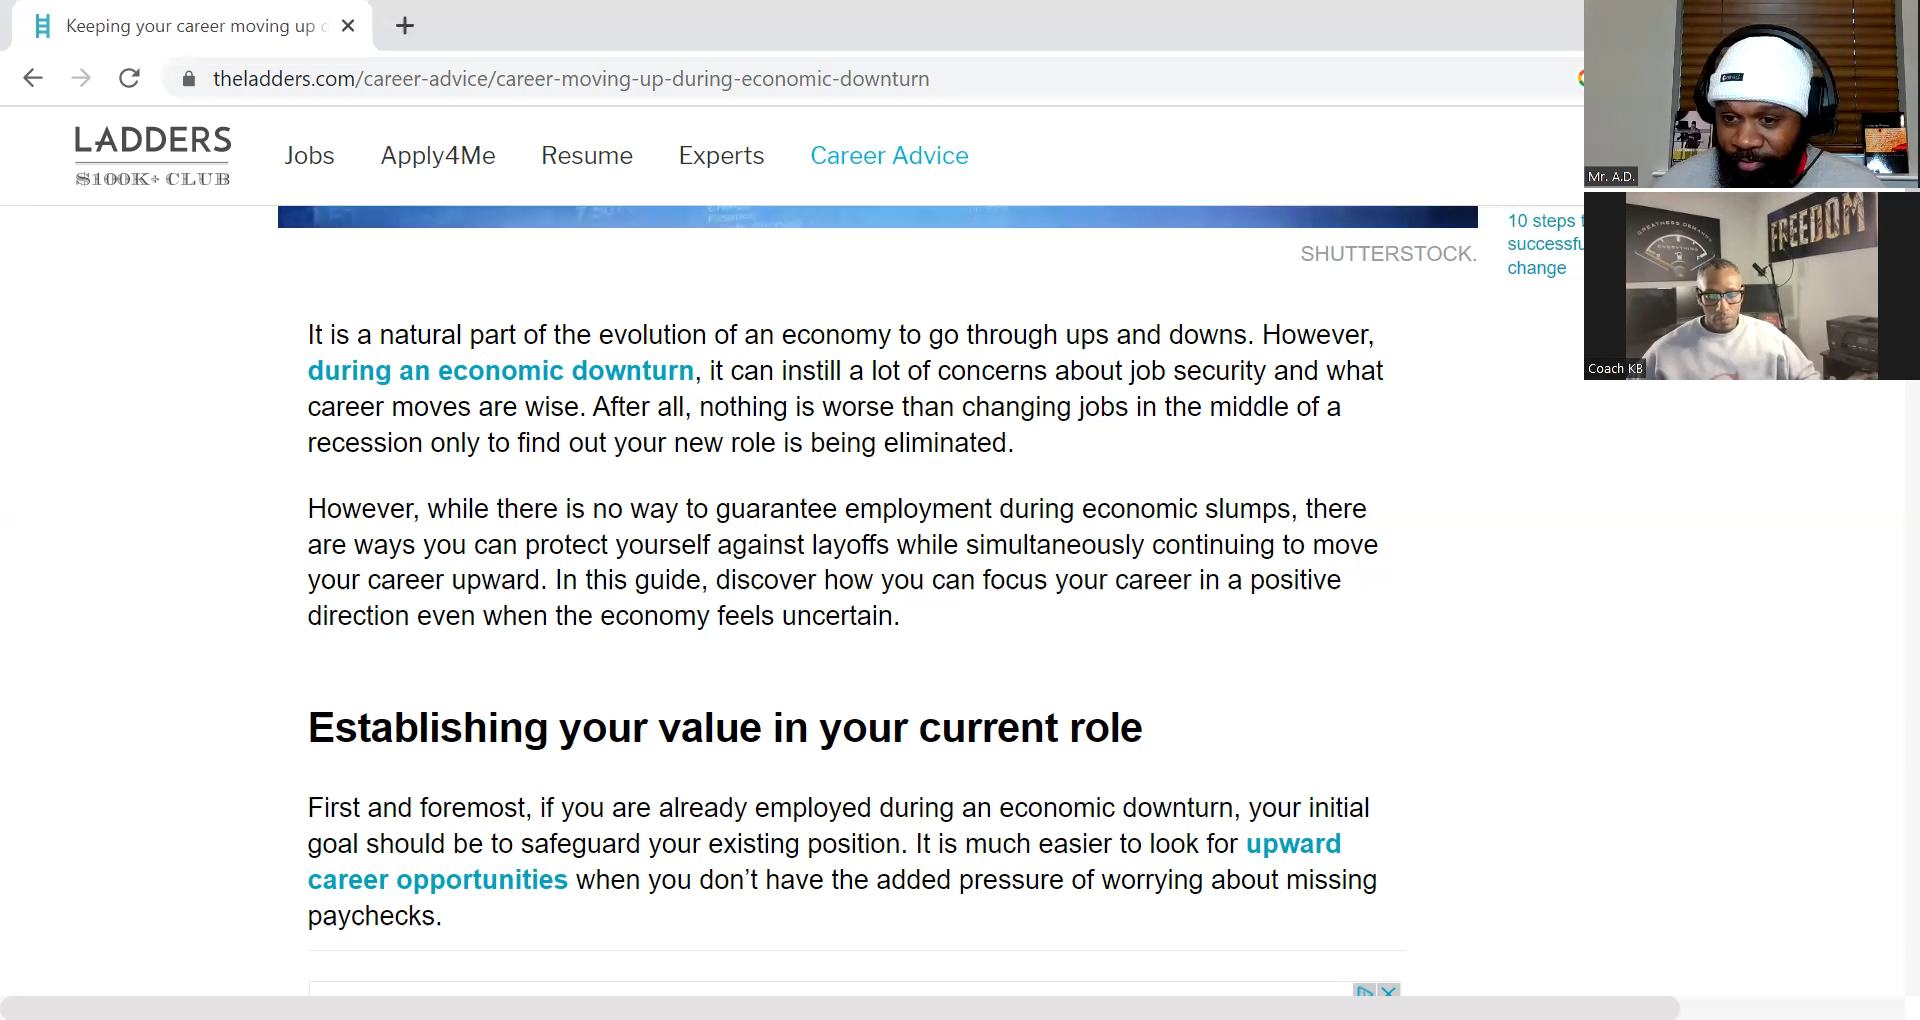 Keeping your career moving up
theladders.com/career-advice/career-moving-up-during-economic-downturn
LADDERS
$100K+ CLUB
Jobs
Apply4Me
Resume
Experts
Career Advice
Mr. A.D.
GREATNESS DEMANDS
EVERYTHING
FREEDOM
Coach KB
10 steps
successfu
change
SHUTTERSTOCK.
It is a natural part of the evolution of an economy to go through ups and downs. However,
during an economic downturn, it can instill a lot of concerns about job security and what
career moves are wise. After all, nothing is worse than changing jobs in the middle of a
recession only to find out your new role is being eliminated.
However, while there is no way to guarantee employment during economic slumps, there
are ways you can protect yourself against layoffs while simultaneously continuing to move
your career upward. In this guide, discover how you can focus your career in a positive
direction even when the economy feels uncertain.
Establishing your value in your current role
First and foremost, if you are already employed during an economic downturn, your initial
goal should be to safeguard your existing position. It is much easier to look for upward
career opportunities when you don’t have the added pressure of worrying about missing
paychecks.